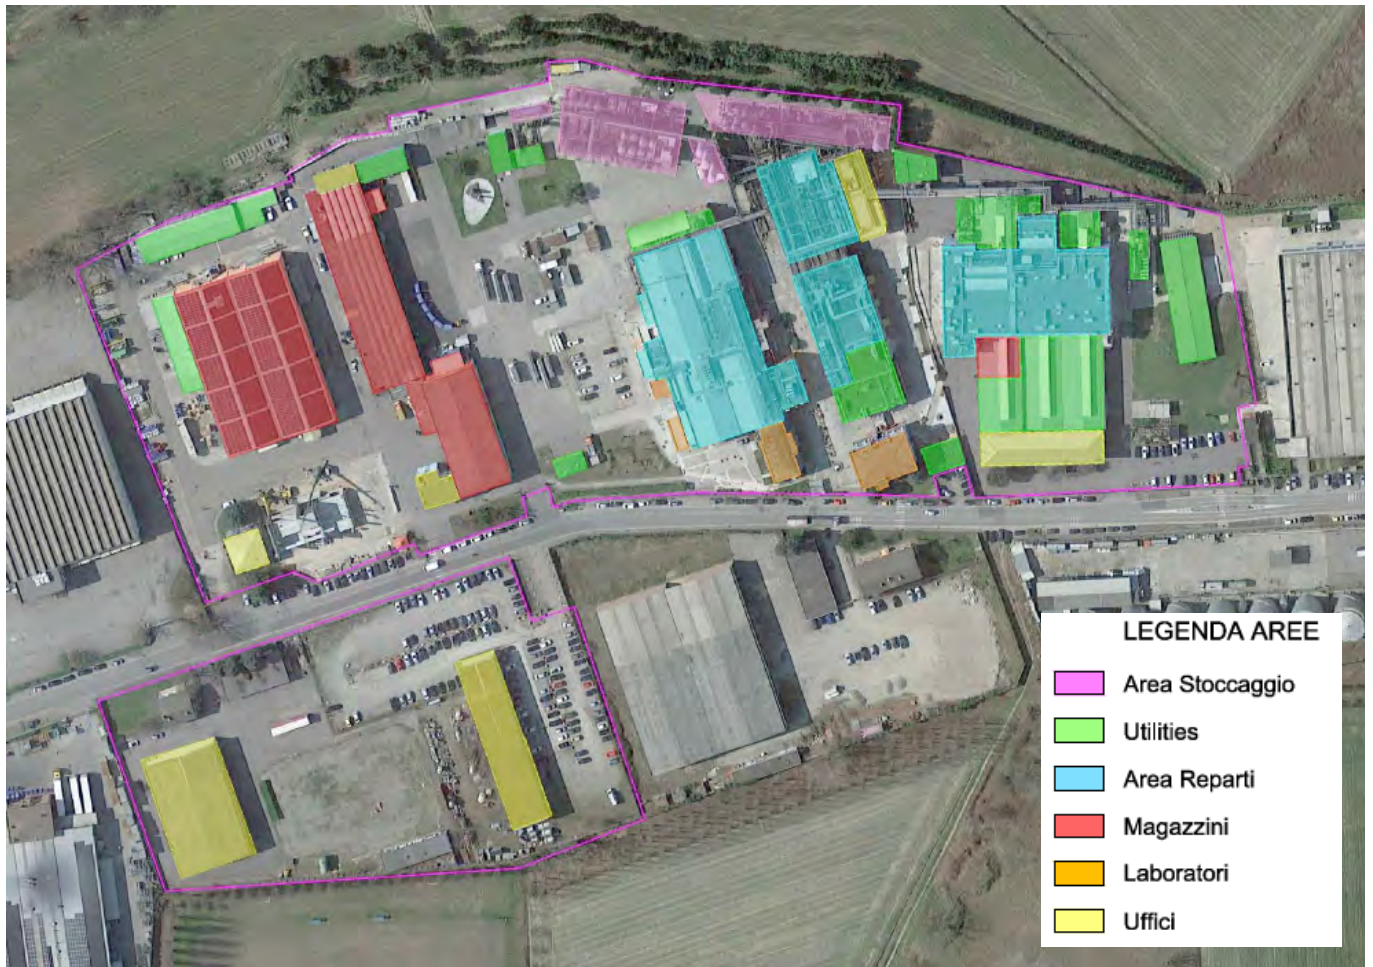 LEGENDA AREE
Area Stoccaggio
Utilities
Area Reparti
Magazzini
Laboratori
Uffici